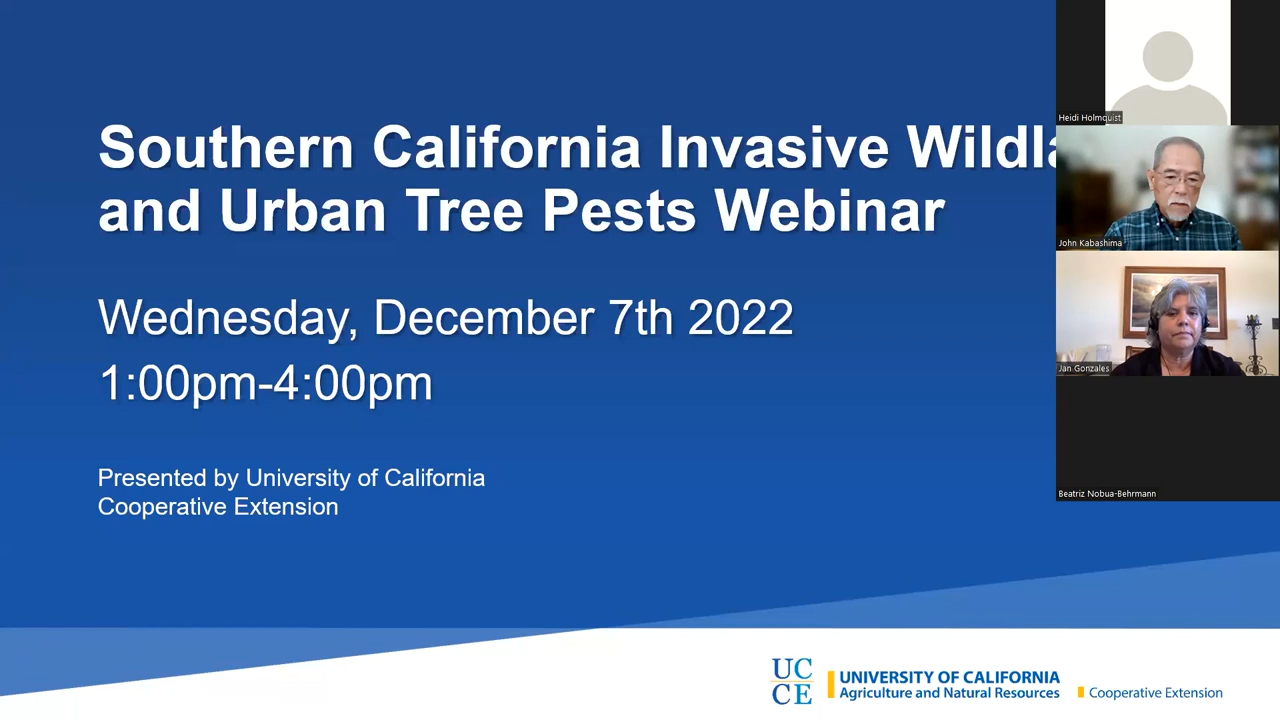 Southern California Invasive Wildla
and Urban Tree Pests Webinar
Wednesday, December 7th 2022
1:00pm-4:00pm
Presented by University of California
Cooperative Extension
Heidi Holmquist
John Kabashima
Jan Gonzales
Beatriz Nobua-Behrmann
UC
CE
UNIVERSITY OF CALIFORNIA
Agriculture and Natural Resources
Cooperative Extension